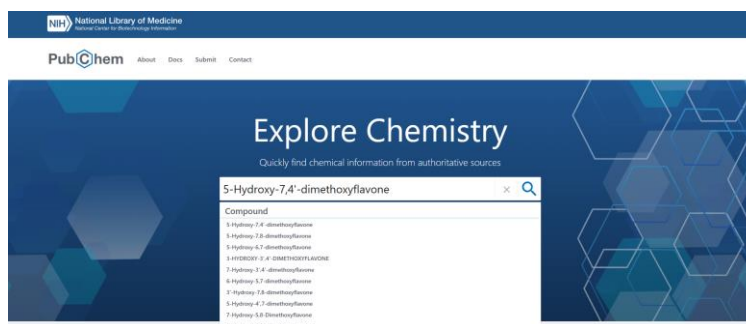 NIH National Library of Medicine
National Center for Biotechnology Information
PubChem About Docs Submit Contact
Explore Chemistry
Quickly find chemical information from authoritative sources
5-Hydroxy-7,4'-dimethoxyflavone ×
Compound
5-Hydroxy-7,4'-dimethoxyflavone
5-Hydroxy-7,8-dimethoxyflavone
5-Hydroxy-6,7-dimethoxyflavone
3-HYDROXY-3',4'-DIMETHOXYFLAVONE
7-Hydroxy-3',4'-dimethoxyflavone
6-Hydroxy-5,7-dimethoxyflavone
3'-Hydroxy-7,8-dimethoxyflavone
5-Hydroxy-4',7-dimethoxyflavone
7-Hydroxy-5,8-Dimethoxyflavone